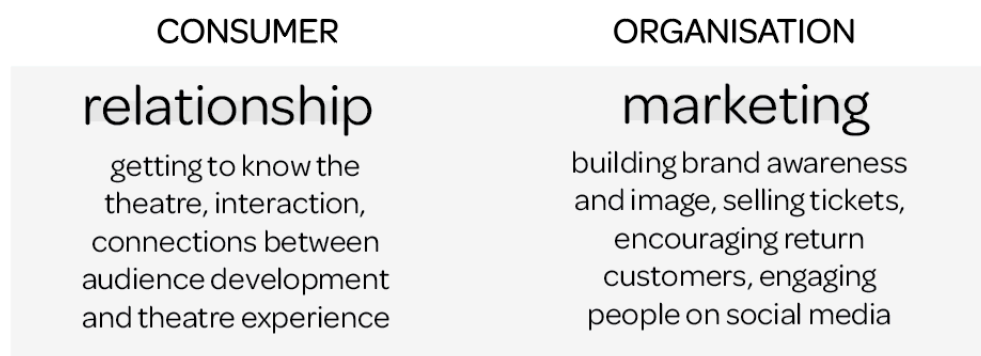 CONSUMER
relationship
getting to know the
theatre, interaction,
connections between
audience development
and theatre experience
ORGANISATION
marketing
building brand awareness
and image, selling tickets,
encouraging return
customers, engaging
people on social media